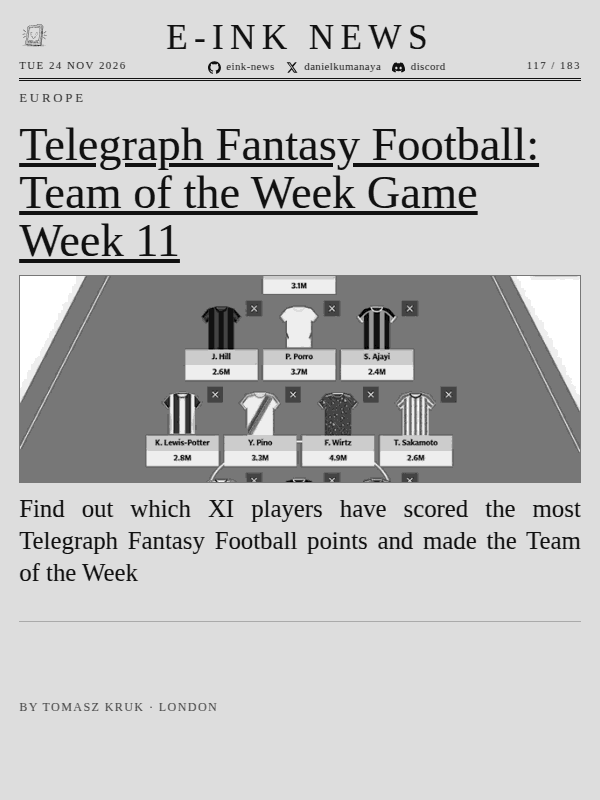 E-INK NEWS
TUE 24 NOV 2026
eink-news danielkumanaya discord
117 / 183
EUROPE
Telegraph Fantasy Football:
Team of the Week Game
Week 11
3.1M
J. Hill P. Porro S. Ajayi
2.6M 3.7M 2.4M
K. Lewis-Potter Y. Pino F. Wirtz T. Sakamoto
2.8M 3.2M 4.9M 2.6M
Find out which XI players have scored the most
Telegraph Fantasy Football points and made the Team
of the Week
BY TOMASZ KRUK · LONDON